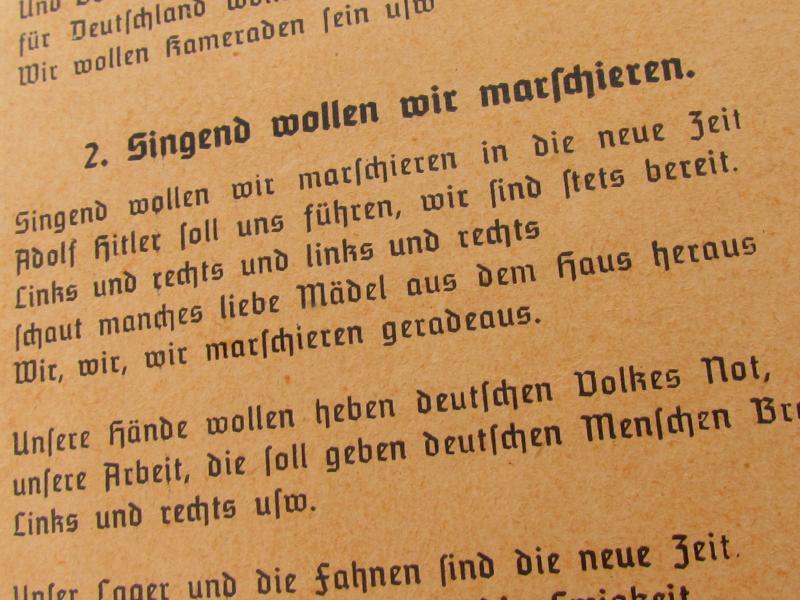 für Deutschland
Wir wollen Kameraden sein usw
2. Singend wollen wir marschieren.
Singend wollen wir marschieren in die neue Zeit
Adolf Hitler soll uns führen, wir sind stets bereit.
Links und rechts und links und rechts
schaut manches liebe Mädel aus dem Haus heraus
Wir, wir, wir marschieren geradeaus.
Unsere Hände wollen heben deutschen Volkes Not,
unsere Arbeit, die soll geben deutschen Menschen
Links und rechts usw.
Unser Lager und die Fahnen sind die neue Zeit.
Ewigkeit